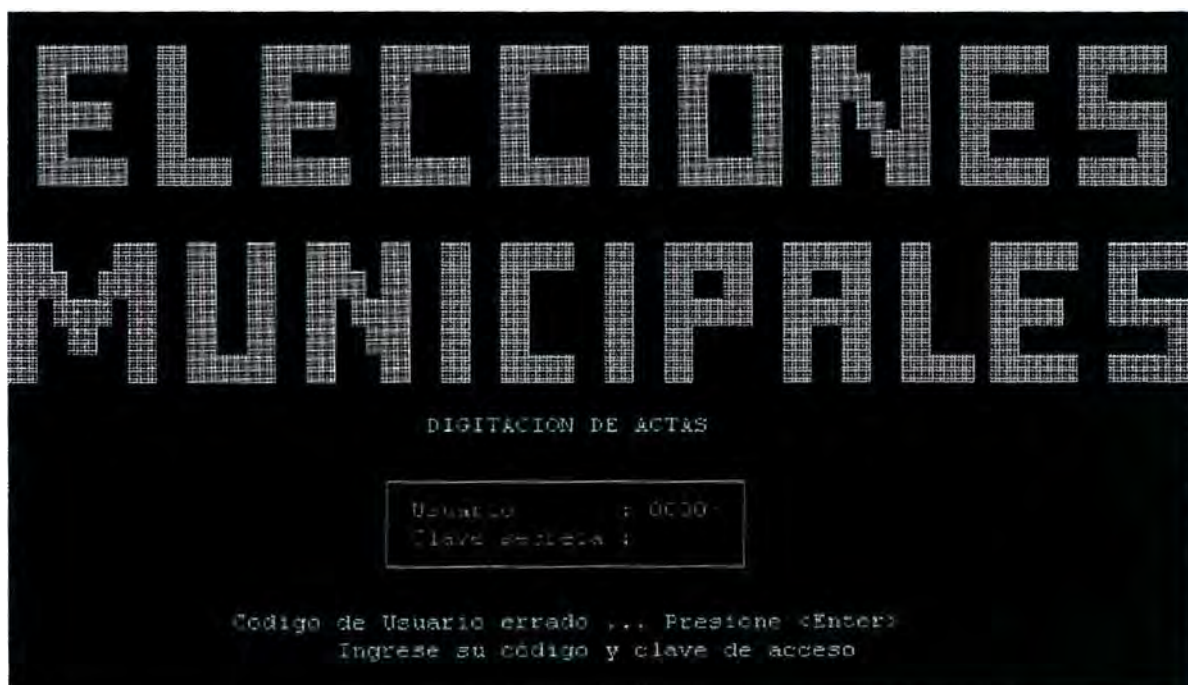 ELECCIONES
MUNICIPALES
DIGITACION DE ACTAS
Usuario : 0000
Clave secreta :
Codigo de Usuario errado ... Presione <Enter>
Ingrese su código y clave de acceso